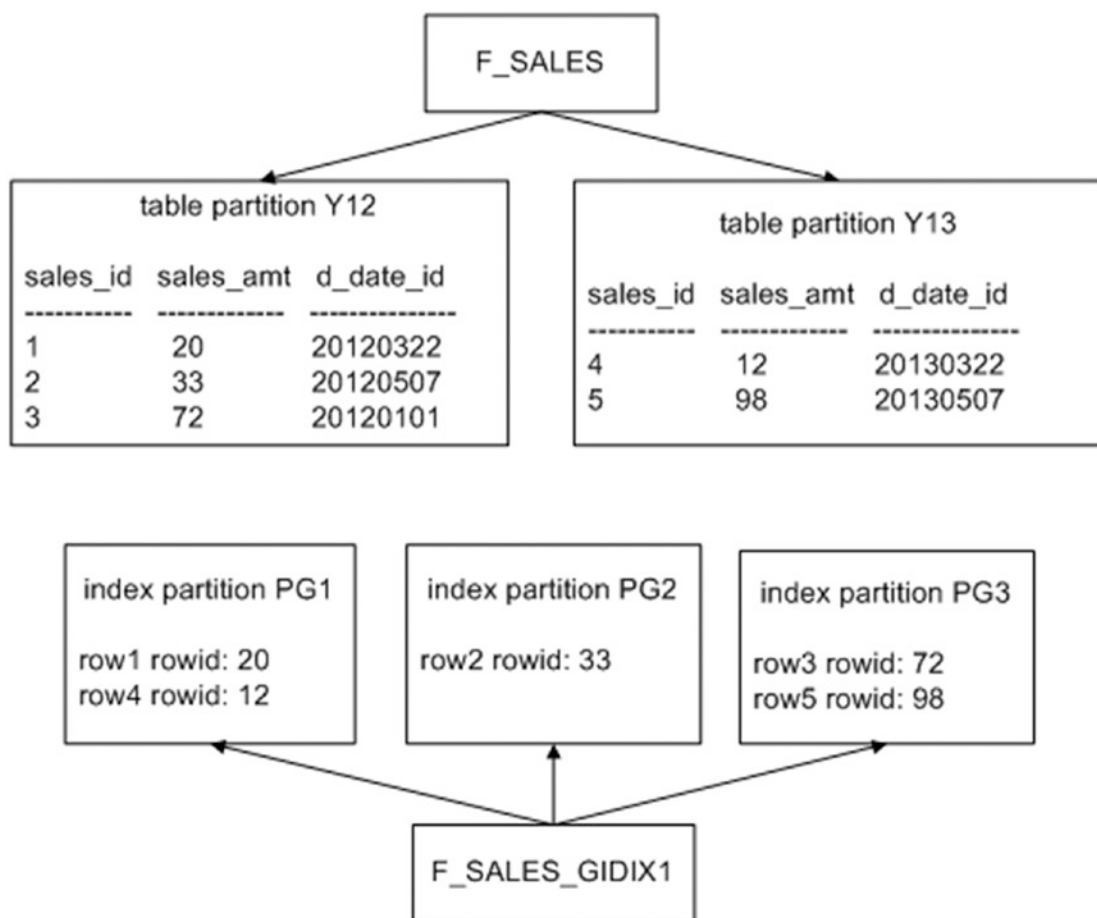 F_SALES
table partition Y12
sales_id sales_amt d_date_id
----------- ------------- ---------------
1 20 20120322
2 33 20120507
3 72 20120101
table partition Y13
sales_id sales_amt d_date_id
----------- ------------- ---------------
4 12 20130322
5 98 20130507
index partition PG1
row1 rowid: 20
row4 rowid: 12
index partition PG2
row2 rowid: 33
index partition PG3
row3 rowid: 72
row5 rowid: 98
F_SALES_GIDIX1